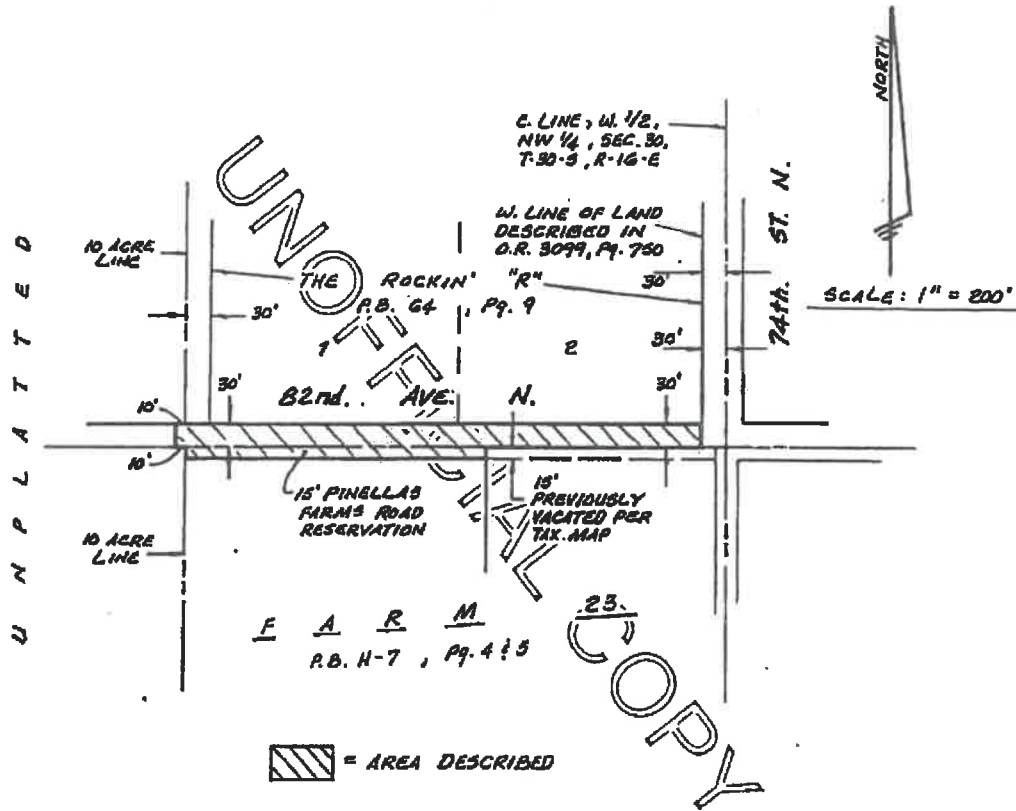 NORTH
C. LINE, W. 1/2,
NW 1/4, SEC. 30,
T-30-S, R-16-E
74th. ST. N.
W. LINE OF LAND
DESCRIBED IN
O.R. 3099, Pg. 760
UNPLATTED
10 ACRE
LINE
THE ROCKIN' "R"
P.B. 64, Pg. 9
30'
30'
SCALE: 1" = 200'
1
2
30'
30'
82nd. AVE. N.
30'
10'
10'
15' PINELLAS
FARMS ROAD
RESERVATION
15'
PREVIOUSLY
VACATED PER
TAX. MAP
10 ACRE
LINE
FARM 23.
P.B. H-7, Pg. 4 & 5
= AREA DESCRIBED
UNOFFICIAL COPY